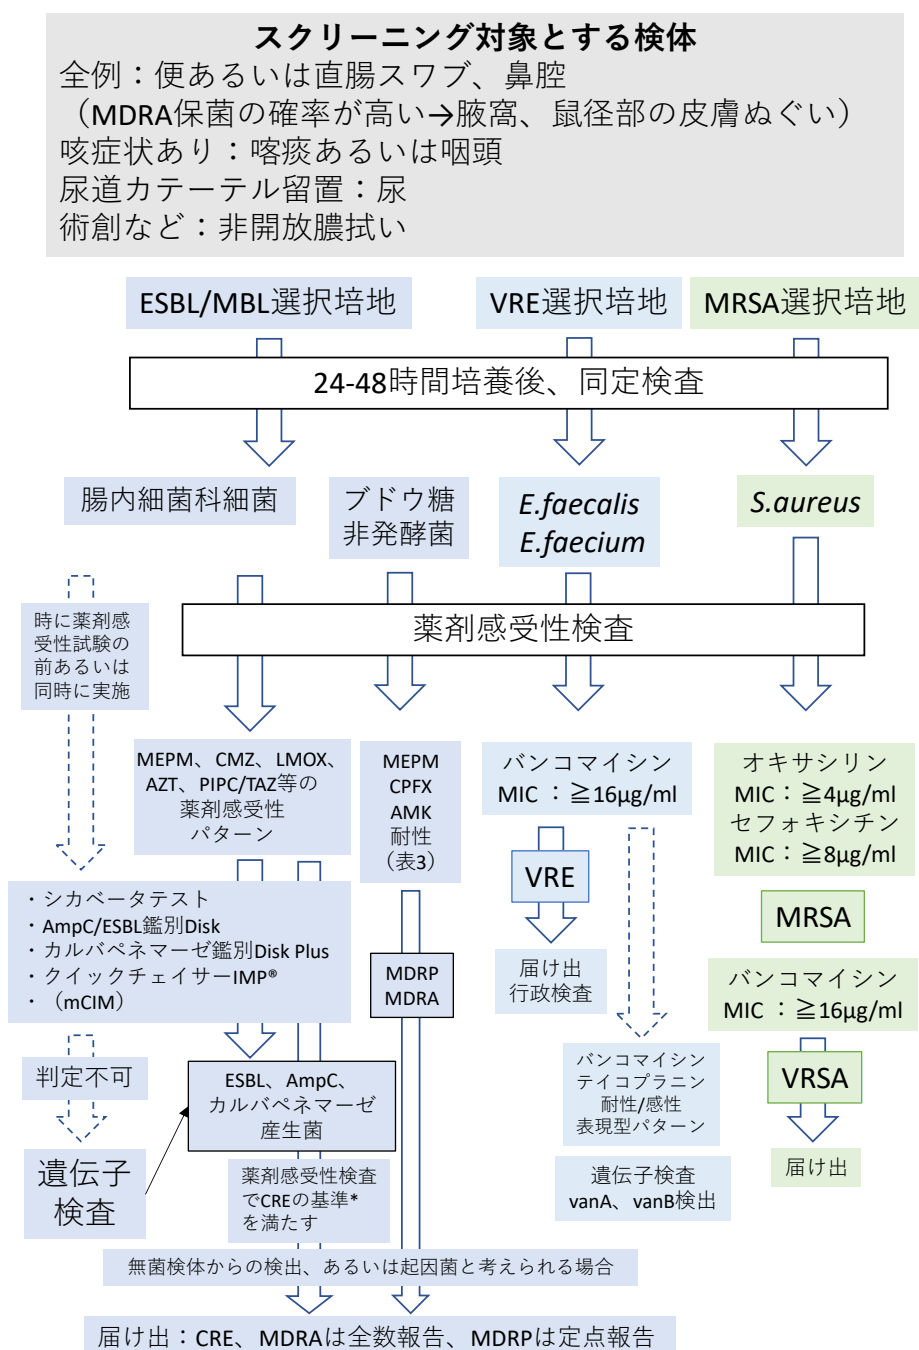 スクリーニング対象とする検体
全例：便あるいは直腸スワブ、鼻腔
（MDRA保菌の確率が高い→腋窩、鼠径部の皮膚ぬぐい）
咳症状あり：喀痰あるいは咽頭
尿道カテーテル留置：尿
術創など：非開放膿拭い
ESBL/MBL選択培地
VRE選択培地
MRSA選択培地
24-48時間培養後、同定検査
腸内細菌科細菌
ブドウ糖
非発酵菌
E.faecalis
E.faecium
S.aureus
時に薬剤感
受性試験の
前あるいは
同時に実施
薬剤感受性検査
MEPM、CMZ、LMOX、
AZT、PIPC/TAZ等の
薬剤感受性
パターン
MEPM
CPFX
AMK
耐性
（表3）
バンコマイシン
MIC ：≧16µg/ml
オキサシリン
MIC：≧4µg/ml
セフォキシチン
MIC：≧8µg/ml
VRE
MRSA
・シカベータテスト
・AmpC/ESBL鑑別Disk
・カルバペネマーゼ鑑別Disk Plus
・クイックチェイサーIMP®
・（mCIM）
MDRP
MDRA
届け出
行政検査
バンコマイシン
MIC ：≧16µg/ml
判定不可
ESBL、AmpC、
カルバペネマーゼ
産生菌
バンコマイシン
テイコプラニン
耐性/感性
表現型パターン
VRSA
遺伝子
検査
薬剤感受性検査
でCREの基準*
を満たす
遺伝子検査
vanA、vanB検出
届け出
無菌検体からの検出、あるいは起因菌と考えられる場合
届け出：CRE、MDRAは全数報告、MDRPは定点報告